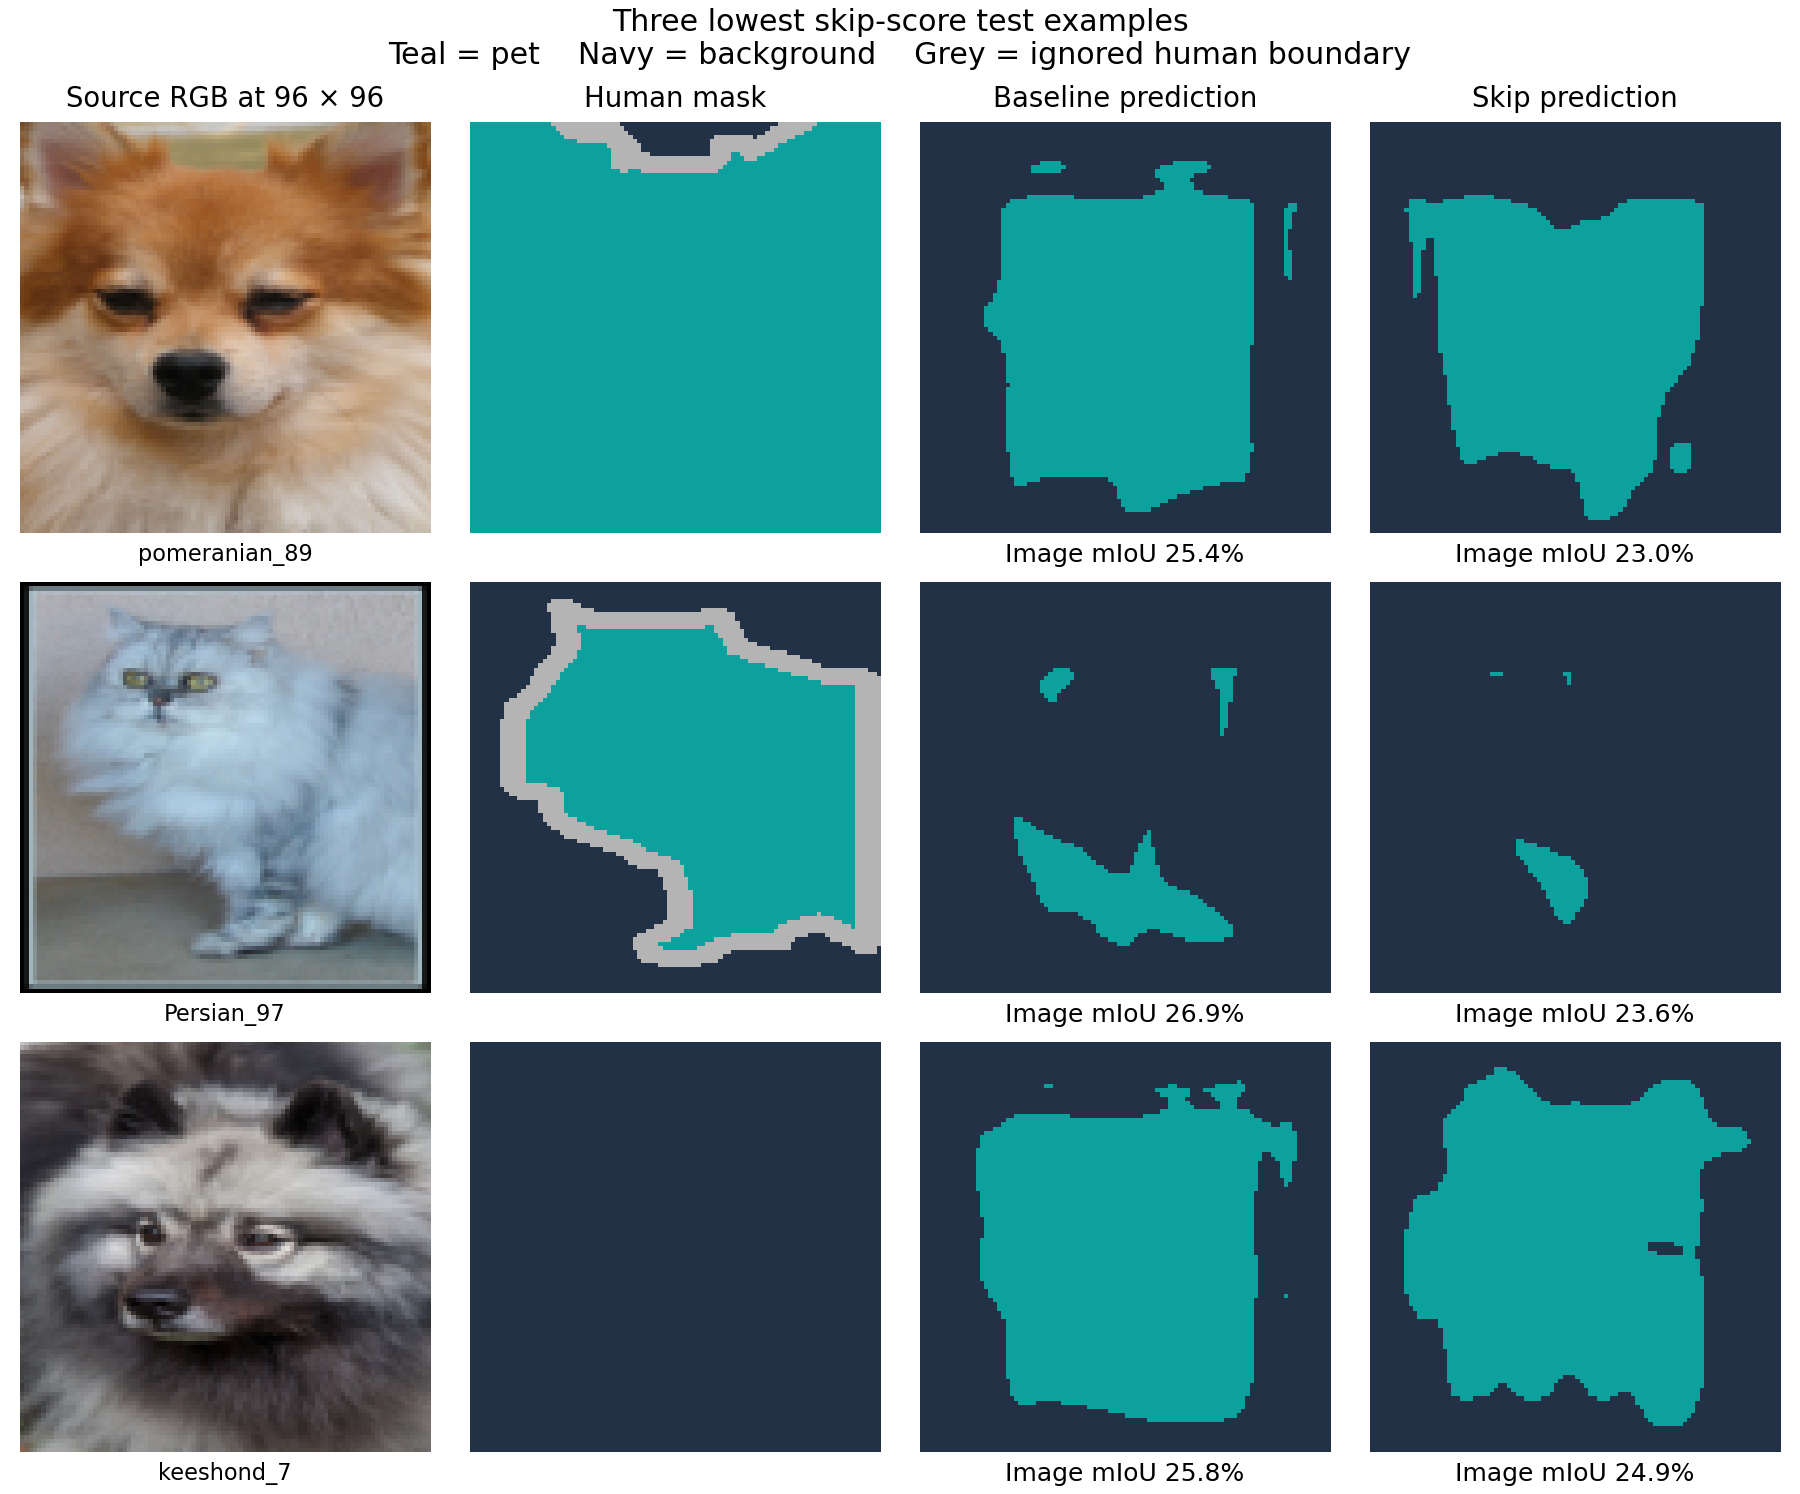 Three lowest skip-score test examples
Teal = pet    Navy = background    Grey = ignored human boundary
Source RGB at 96 × 96    Human mask    Baseline prediction    Skip prediction
pomeranian_89    Image mIoU 25.4%    Image mIoU 23.0%
Persian_97    Image mIoU 26.9%    Image mIoU 23.6%
keeshond_7    Image mIoU 25.8%    Image mIoU 24.9%